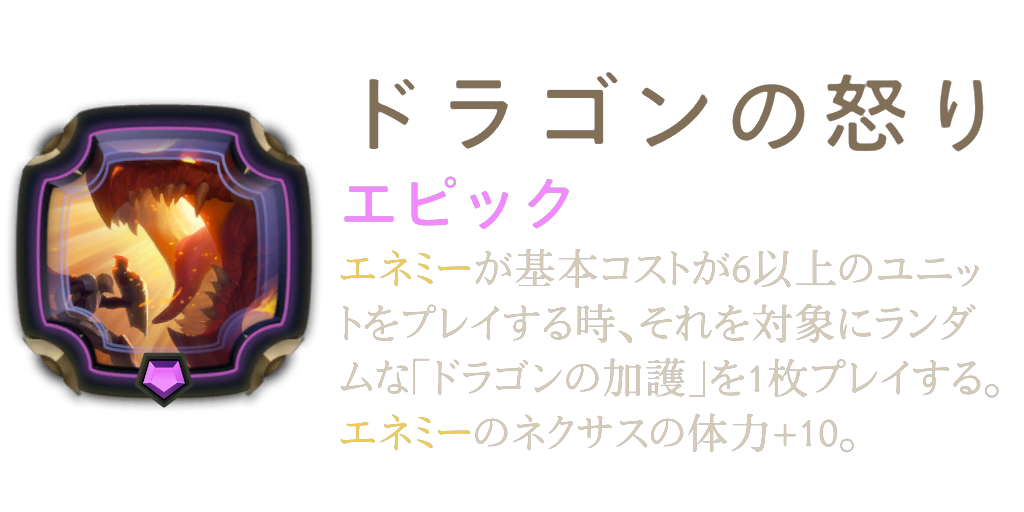 ドラゴンの怒り
エピック
エネミーが基本コストが6以上のユニッ
トをプレイする時、それを対象にランダ
ムな「ドラゴンの加護」を1枚プレイする。
エネミーのネクサスの体力+10。